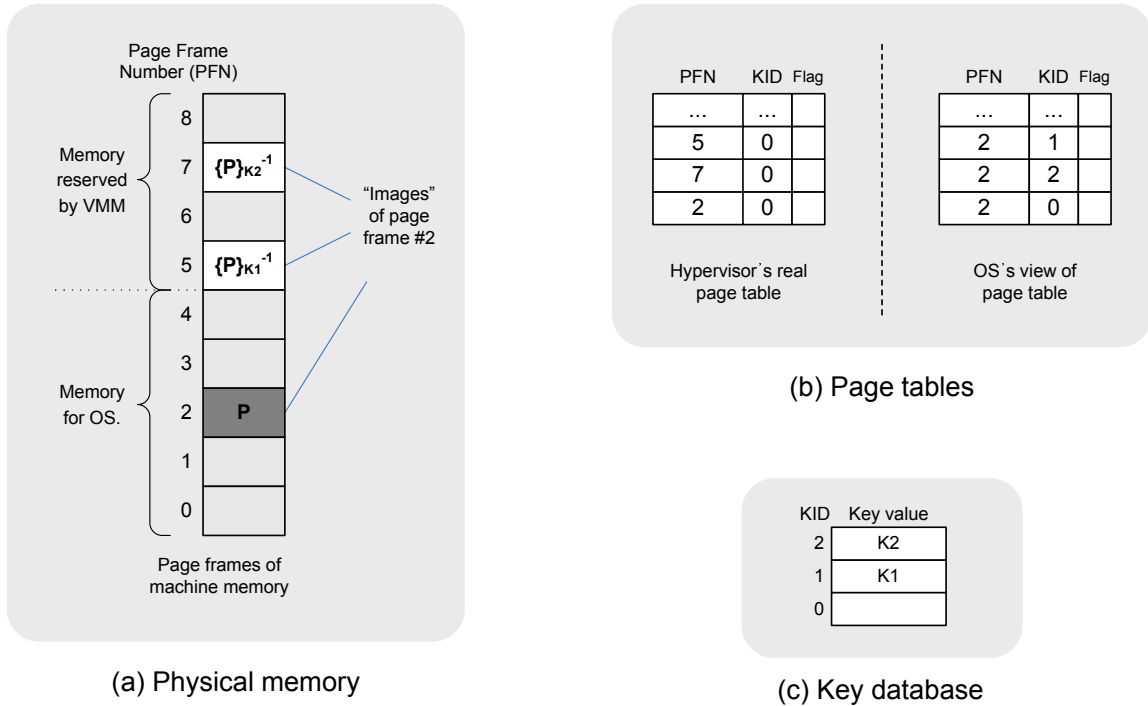 Page Frame
Number (PFN)
8
7
6
5
4
3
2
1
0
Memory
reserved
by VMM
Memory
for OS.
{P}K2-1
{P}K1-1
P
“Images”
of page
frame #2
Page frames of
machine memory
(a) Physical memory
PFN KID Flag
... ...
5 0
7 0
2 0
Hypervisor's real
page table
PFN KID Flag
... ...
2 1
2 2
2 0
OS's view of
page table
(b) Page tables
KID Key value
2 K2
1 K1
0
(c) Key database